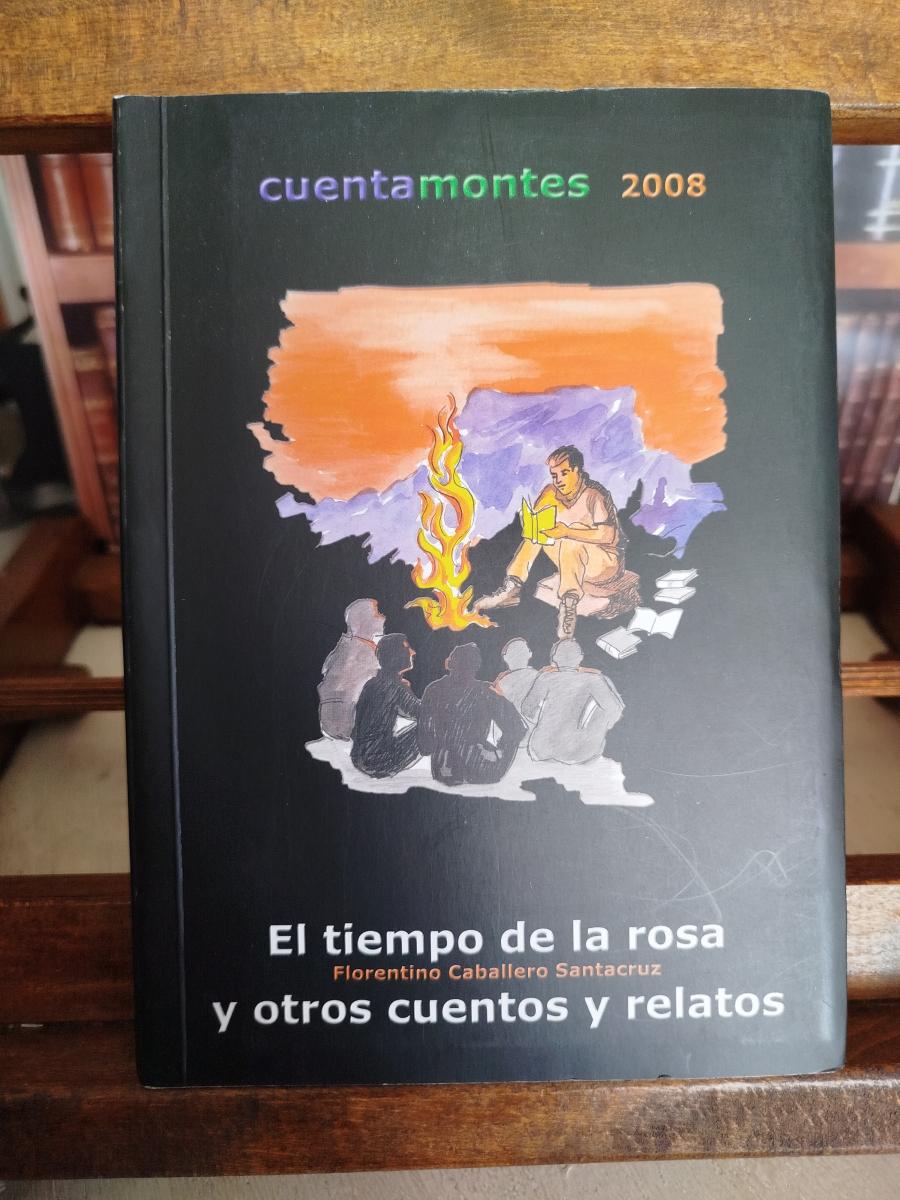 cuentamontes 2008
El tiempo de la rosa
Florentino Caballero Santacruz
y otros cuentos y relatos